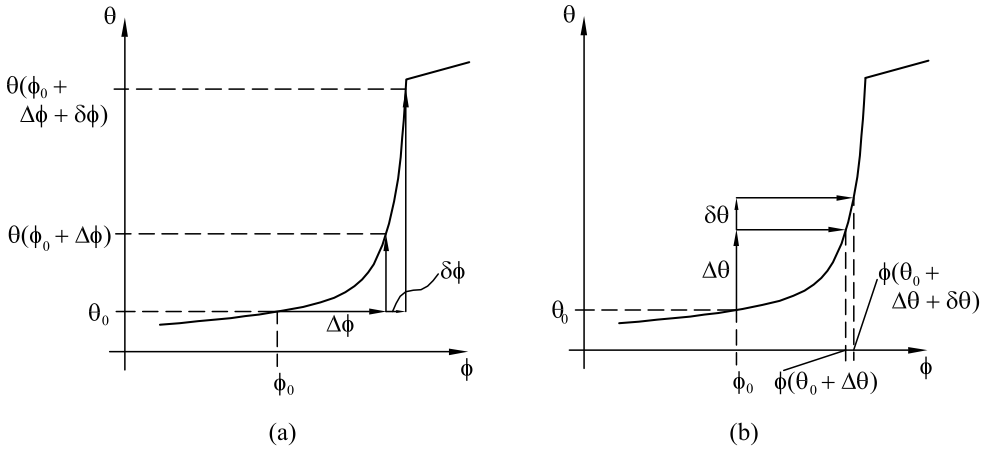 θ
θ(ϕ₀ +
Δϕ + δϕ)
θ(ϕ₀ + Δϕ)
δϕ
θ₀
Δϕ
ϕ
ϕ₀
(a)
θ
δθ
Δθ
ϕ(θ₀ +
Δθ + δθ)
θ₀
ϕ
ϕ₀
ϕ(θ₀ + Δθ)
(b)